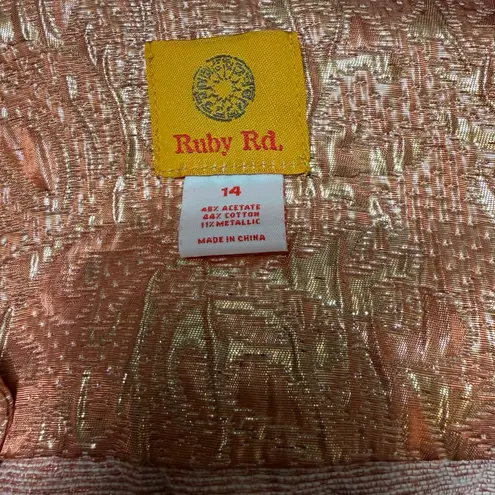 Ruby Rd.
14
45% ACETATE
44% COTTON
11% METALLIC
MADE IN CHINA